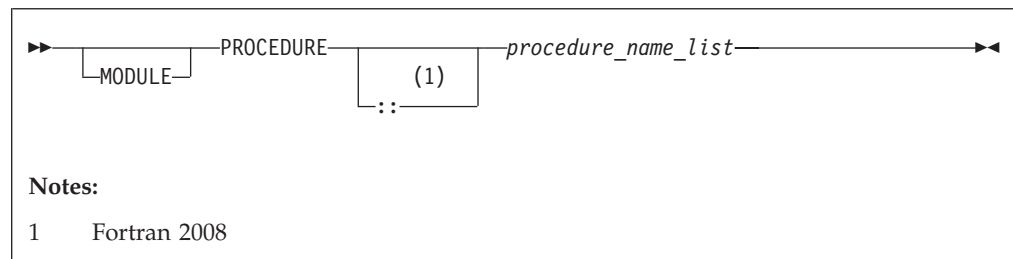 PROCEDURE procedure_name_list
MODULE (1)
::
Notes:
1 Fortran 2008